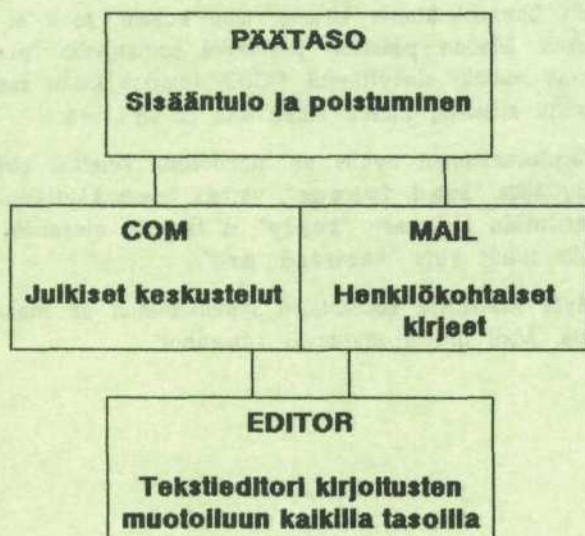 PÄÄTASO
Sisääntulo ja poistuminen
COM
Julkiset keskustelut
MAIL
Henkilökohtaiset
kirjeet
EDITOR
Tekstieditori kirjoitusten
muotoiluun kaikilla tasoilla